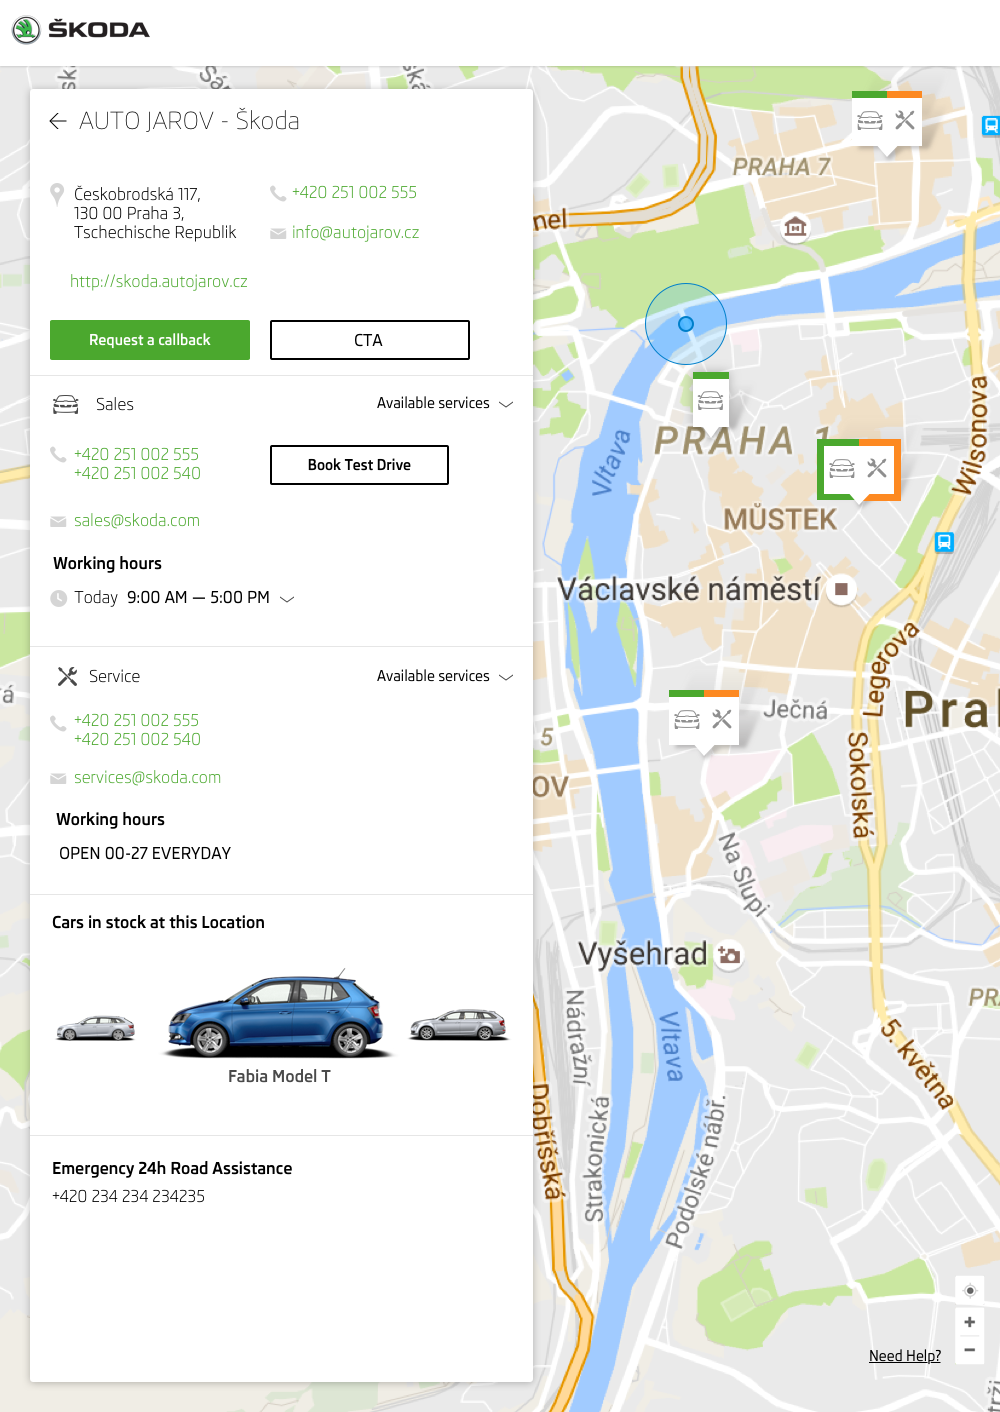 ŠKODA
AUTO JAROV - Škoda
Českobrodská 117,
130 00 Praha 3,
Tschechische Republik
+420 251 002 555
info@autojarov.cz
http://skoda.autojarov.cz
Request a callback
CTA
Sales
Available services
+420 251 002 555
+420 251 002 540
Book Test Drive
sales@skoda.com
Working hours
Today 9:00 AM — 5:00 PM
Service
Available services
+420 251 002 555
+420 251 002 540
services@skoda.com
Working hours
OPEN 00-27 EVERYDAY
Cars in stock at this Location
Fabia Model T
Emergency 24h Road Assistance
+420 234 234 234235
PRAHA 7
nel
PRAHA 1
Vltava
Wilsonova
MŮSTEK
Václavské náměstí
Legerova
Pral
Ječná
5
OV
Sokolská
Na Slupi
Vyšehrad
Nádražní
Vltava
5. května
Dobříšská
Strakonická
Podolské nábř.
Need Help?